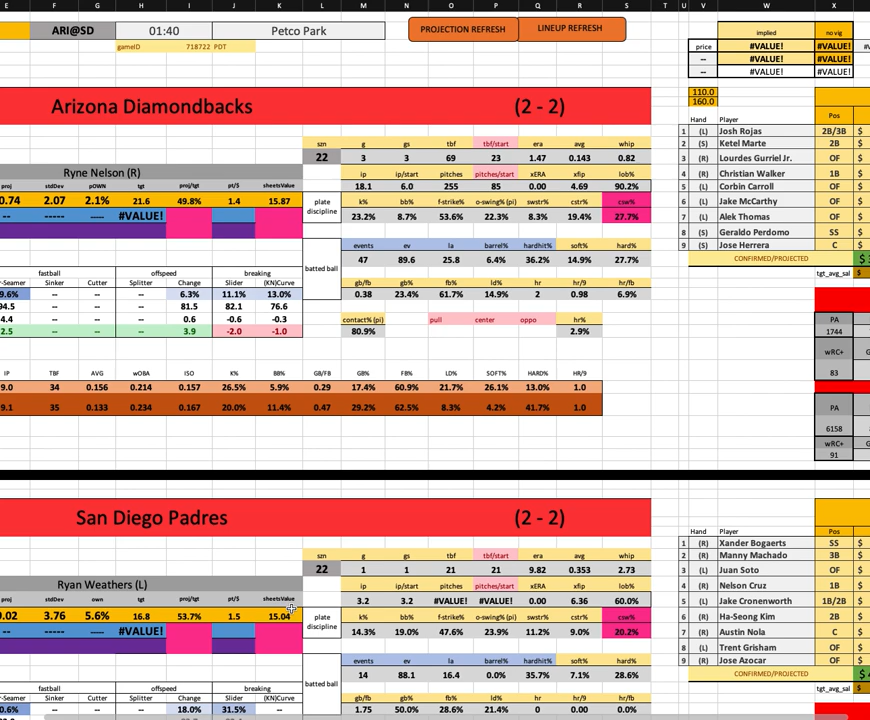 E F G H I J K L M N O P Q R S T U V W X
ARI@SD 01:40 Petco Park PROJECTION REFRESH LINEUP REFRESH
implied no vig
gameID 718722 PDT
price #VALUE! #VALUE!
-- #VALUE! #VALUE!
-- #VALUE! #VALUE!
110.0
160.0
Arizona Diamondbacks (2 - 2)
Hand Player Pos
1 (L) Josh Rojas 2B/3B $
2 (S) Ketel Marte 2B $
3 (R) Lourdes Gurriel Jr. OF $
4 (R) Christian Walker 1B $
5 (L) Corbin Carroll OF $
6 (L) Jake McCarthy OF $
7 (L) Alek Thomas OF $
8 (S) Geraldo Perdomo SS $
9 (S) Jose Herrera C $
CONFIRMED/PROJECTED $
tgt_avg_sal $
PA
1744
wRC+
83
PA
6158
wRC+
91
szn g gs tbf tbf/start era avg whip
22 3 3 69 23 1.47 0.143 0.82
Ryne Nelson (R)
ip ip/start pitches pitches/start xERA xfip lob%
proj stdDev pOWN tgt proj/tgt pt/$ sheetsValue
18.1 6.0 255 85 0.00 4.69 90.2%
0.74 2.07 2.1% 21.6 49.8% 1.4 15.87
plate discipline
k% bb% f-strike% o-swing% (pi) swstr% cstr% csw%
-- ----- ----- #VALUE!
23.2% 8.7% 53.6% 22.3% 8.3% 19.4% 27.7%
batted ball
events ev la barrel% hardhit% soft% hard%
47 89.6 25.8 6.4% 36.2% 14.9% 27.7%
fastball offspeed breaking
-Seamer Sinker Cutter Splitter Change Slider (KN)Curve
gb/fb gb% fb% ld% hr hr/9 hr/fb
9.6% -- -- -- 6.3% 11.1% 13.0%
0.38 23.4% 61.7% 14.9% 2 0.98 6.9%
94.5 -- -- -- 81.5 82.1 76.6
4.4 -- -- -- 0.6 -0.6 -0.3
contact% (pi) pull center oppo hr%
2.5 -- -- -- 3.9 -2.0 -1.0
80.9% 2.9%
IP TBF AVG wOBA ISO K% BB% GB/FB GB% FB% LD% SOFT% HARD% HR/9
9.0 34 0.156 0.214 0.157 26.5% 5.9% 0.29 17.4% 60.9% 21.7% 26.1% 13.0% 1.0
9.1 35 0.133 0.234 0.167 20.0% 11.4% 0.47 29.2% 62.5% 8.3% 4.2% 41.7% 1.0
San Diego Padres (2 - 2)
Hand Player Pos
1 (R) Xander Bogaerts SS $
2 (R) Manny Machado 3B $
3 (L) Juan Soto OF $
4 (R) Nelson Cruz 1B $
5 (L) Jake Cronenworth 1B/2B $
6 (R) Ha-Seong Kim 2B $
7 (R) Austin Nola C $
8 (L) Trent Grisham OF $
9 (R) Jose Azocar OF $
CONFIRMED/PROJECTED $
tgt_avg_sal $
szn g gs tbf tbf/start era avg whip
22 1 1 21 21 9.82 0.353 2.73
Ryan Weathers (L)
ip ip/start pitches pitches/start xERA xfip lob%
proj stdDev own tgt proj/tgt pt/$ sheetsValue
3.2 3.2 #VALUE! #VALUE! 0.00 6.36 60.0%
9.02 3.76 5.6% 16.8 53.7% 1.5 15.04
plate discipline
k% bb% f-strike% o-swing% (pi) swstr% cstr% csw%
-- ----- ----- #VALUE!
14.3% 19.0% 47.6% 23.9% 11.2% 9.0% 20.2%
batted ball
events ev la barrel% hardhit% soft% hard%
14 88.1 16.4 0.0% 35.7% 7.1% 28.6%
fastball offspeed breaking
-Seamer Sinker Cutter Splitter Change Slider (KN)Curve
gb/fb gb% fb% ld% hr hr/9 hr/fb
0.6% -- -- -- 18.0% 31.5% --
1.75 50.0% 28.6% 21.4% 0 0.00 0.0%